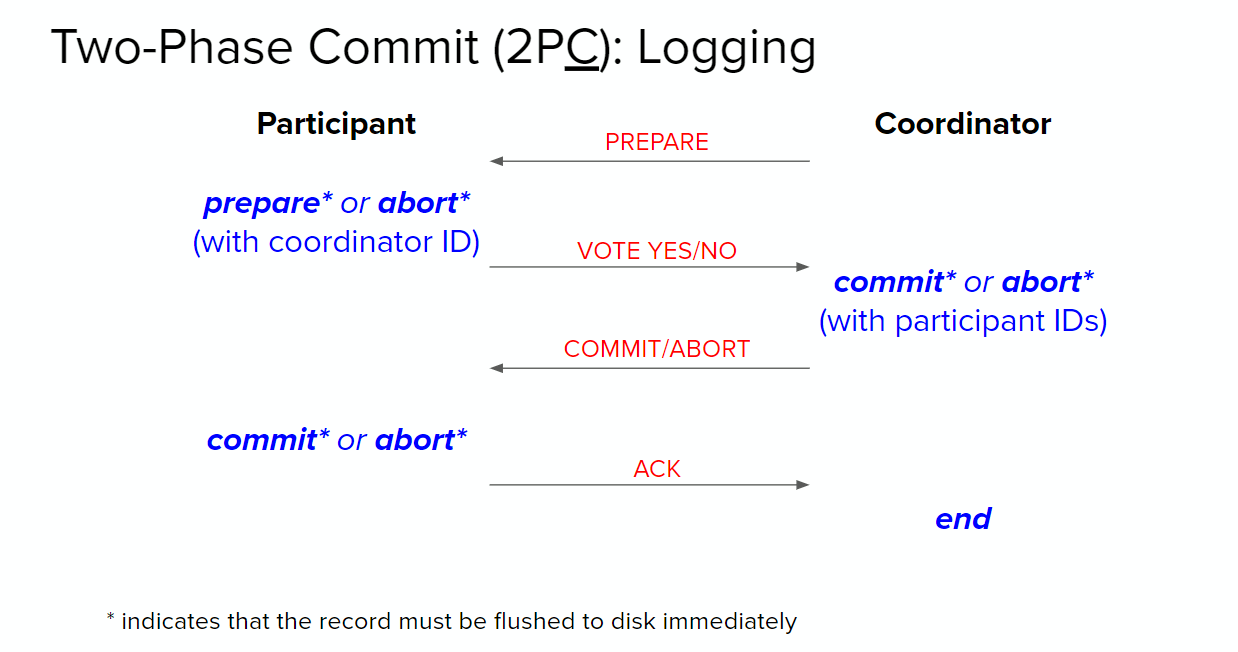 Two-Phase Commit (2PC): Logging
Participant
Coordinator
PREPARE
prepare* or abort*
(with coordinator ID)
VOTE YES/NO
commit* or abort*
(with participant IDs)
COMMIT/ABORT
commit* or abort*
ACK
end
* indicates that the record must be flushed to disk immediately